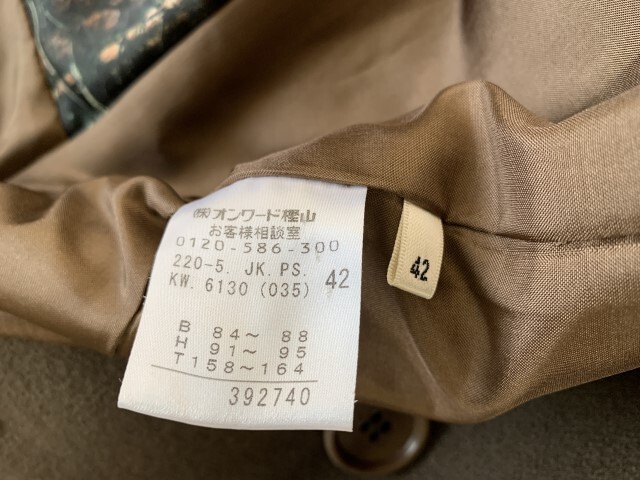 ㈱オンワード樫山
お客様相談室
0120-586-300
220-5. JK. PS.
KW. 6130 (035) 42
B 84～ 88
H 91～ 95
T 158～164
392740
42